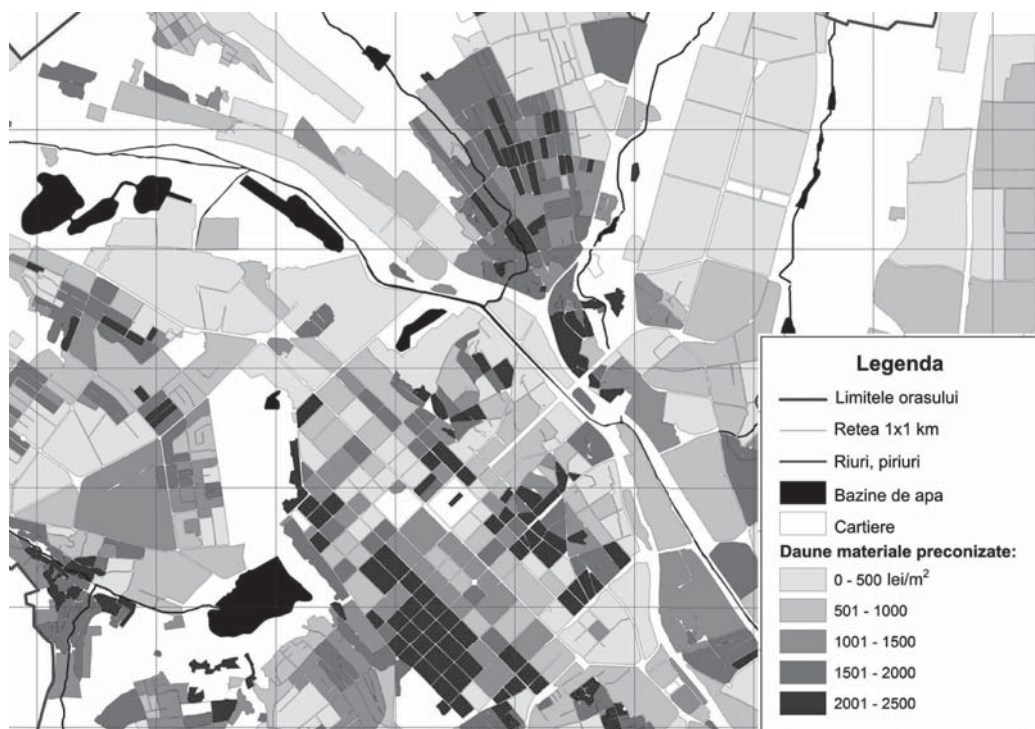 Legenda
Limitele orasului
Retea 1x1 km
Riuri, piriuri
Bazine de apa
Cartiere
Daune materiale preconizate:
0 - 500 lei/m²
501 - 1000
1001 - 1500
1501 - 2000
2001 - 2500